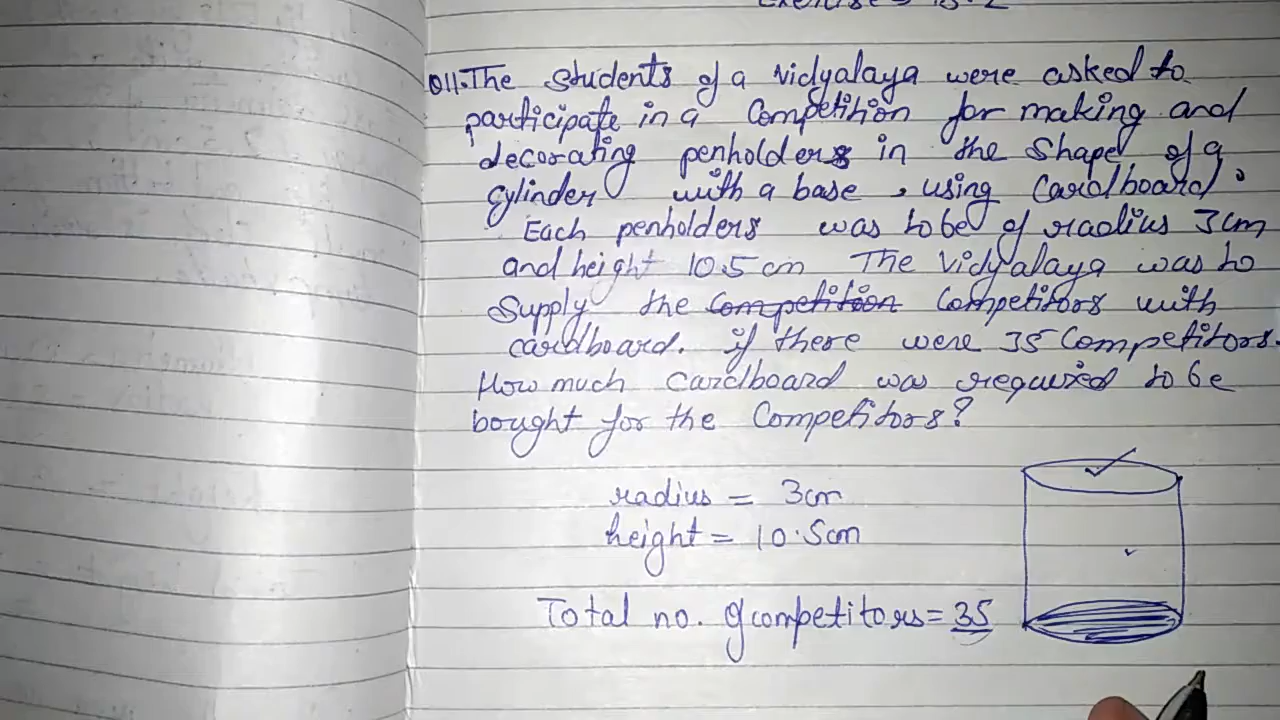 Exercise - 13.2
Q11. The students of a vidyalaya were asked to
participate in a competition for making and
decorating penholders in the shape of a
cylinder with a base, using cardboard.
Each penholders was to be of radius 3cm
and height 10.5 cm The vidyalaya was to
supply the competition competitors with
cardboard. if there were 35 competitors.
How much cardboard was required to be
bought for the competitors?
radius = 3cm
height = 10.5cm
Total no. of competitors = 35